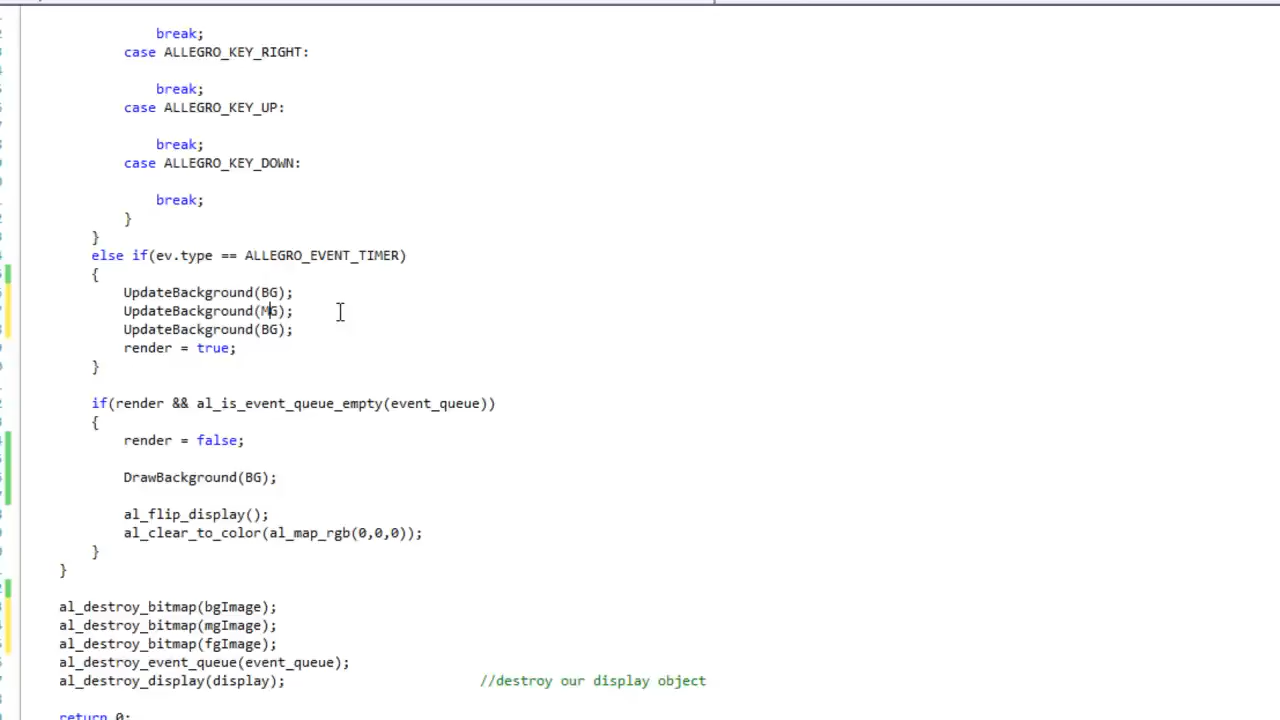 break;
case ALLEGRO_KEY_RIGHT:
break;
case ALLEGRO_KEY_UP:
break;
case ALLEGRO_KEY_DOWN:
break;
}
}
else if(ev.type == ALLEGRO_EVENT_TIMER)
{
UpdateBackground(BG);
UpdateBackground(MG);
UpdateBackground(BG);
render = true;
}
if(render && al_is_event_queue_empty(event_queue))
{
render = false;
DrawBackground(BG);
al_flip_display();
al_clear_to_color(al_map_rgb(0,0,0));
}
}
al_destroy_bitmap(bgImage);
al_destroy_bitmap(mgImage);
al_destroy_bitmap(fgImage);
al_destroy_event_queue(event_queue);
al_destroy_display(display); //destroy our display object
return 0;